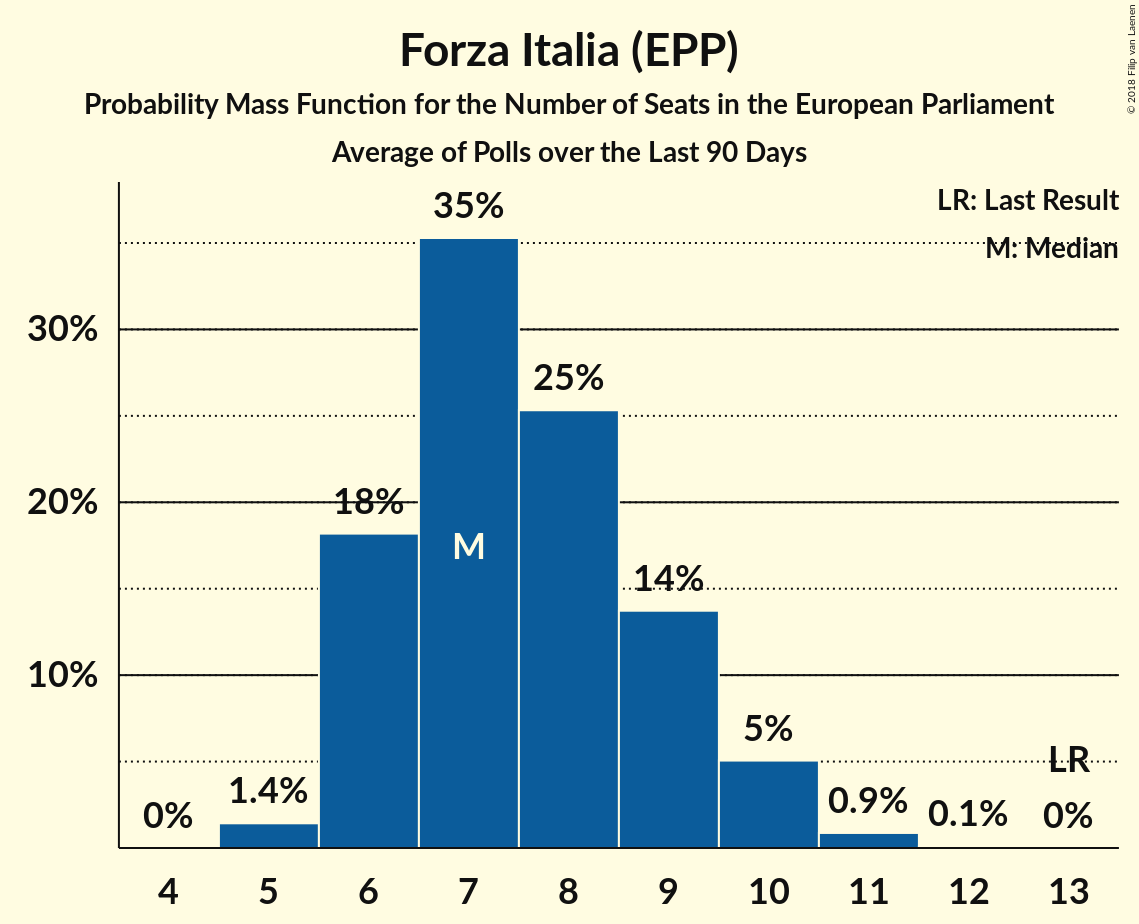 Forza Italia (EPP)
Probability Mass Function for the Number of Seats in the European Parliament
Average of Polls over the Last 90 Days
© 2018 Filip van Laenen
LR: Last Result
M: Median
35%
30%
25%
20%
18%
M
14%
10%
5%
LR
1.4%
0.9%
0%
0.1%
0%
4 5 6 7 8 9 10 11 12 13